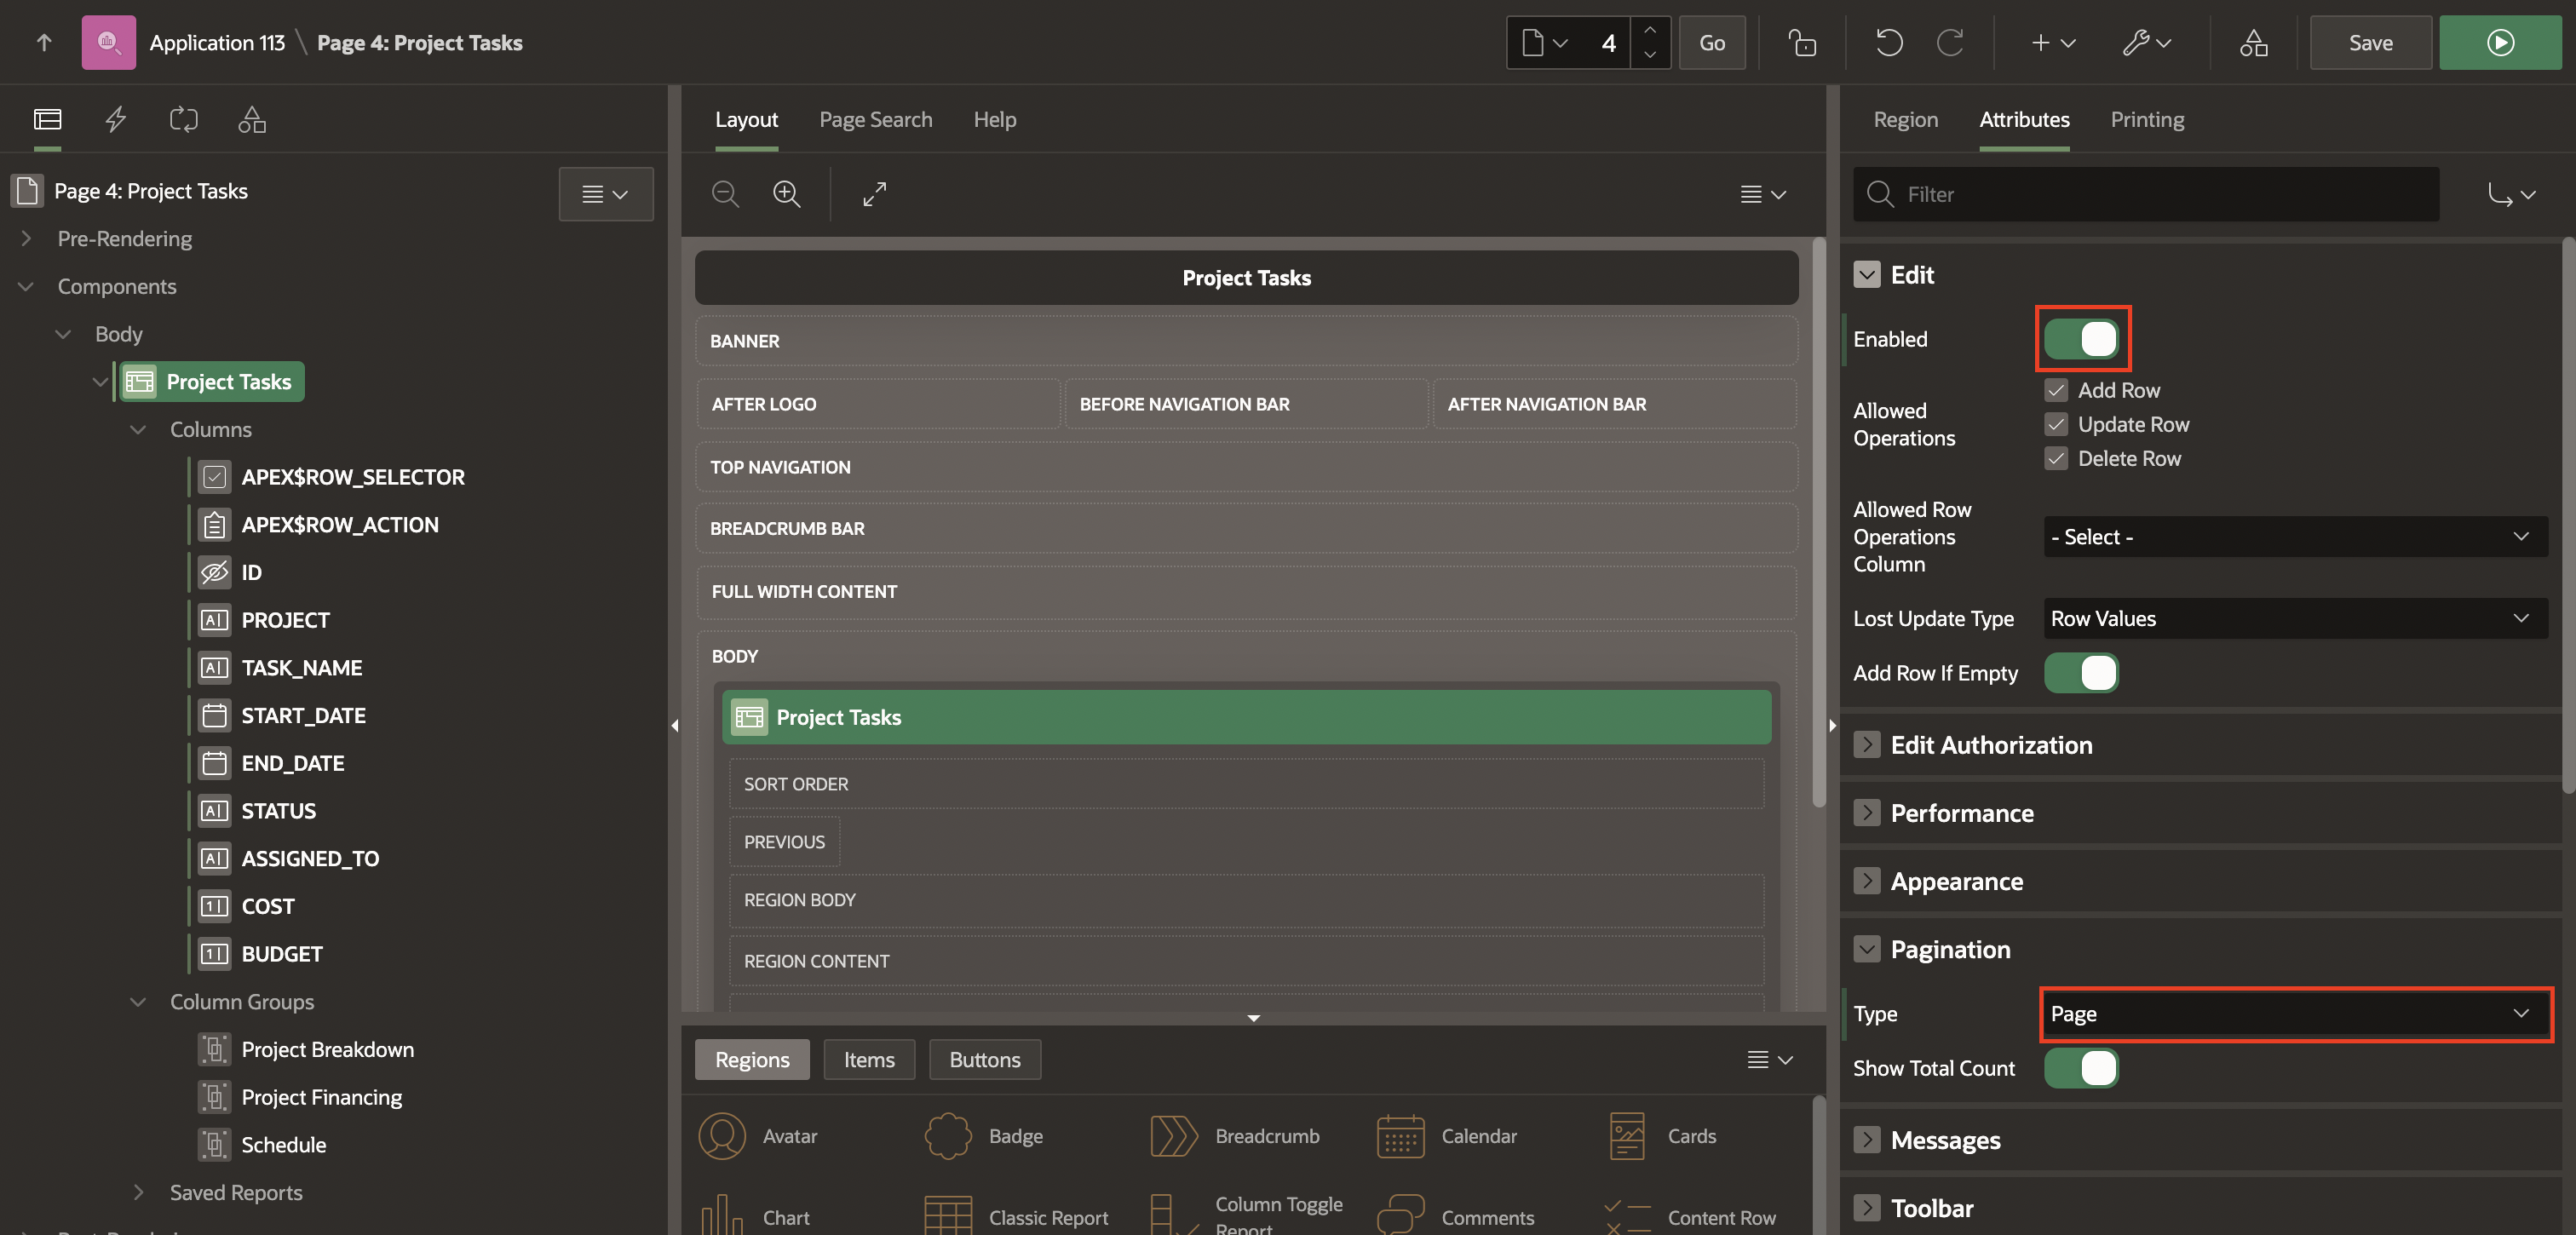 Application 113 \ Page 4: Project Tasks
4
Go
Save
Page 4: Project Tasks
Pre-Rendering
Components
Body
Project Tasks
Columns
APEX$ROW_SELECTOR
APEX$ROW_ACTION
ID
PROJECT
TASK_NAME
START_DATE
END_DATE
STATUS
ASSIGNED_TO
COST
BUDGET
Column Groups
Project Breakdown
Project Financing
Schedule
Saved Reports
Layout
Page Search
Help
Project Tasks
BANNER
AFTER LOGO
BEFORE NAVIGATION BAR
AFTER NAVIGATION BAR
TOP NAVIGATION
BREADCRUMB BAR
FULL WIDTH CONTENT
BODY
Project Tasks
SORT ORDER
PREVIOUS
REGION BODY
REGION CONTENT
Regions
Items
Buttons
Avatar
Badge
Breadcrumb
Calendar
Cards
Chart
Classic Report
Column Toggle
Report
Comments
Content Row
Region
Attributes
Printing
Filter
Edit
Enabled
Allowed
Operations
Add Row
Update Row
Delete Row
Allowed Row
Operations
Column
- Select -
Lost Update Type
Row Values
Add Row If Empty
Edit Authorization
Performance
Appearance
Pagination
Type
Page
Show Total Count
Messages
Toolbar